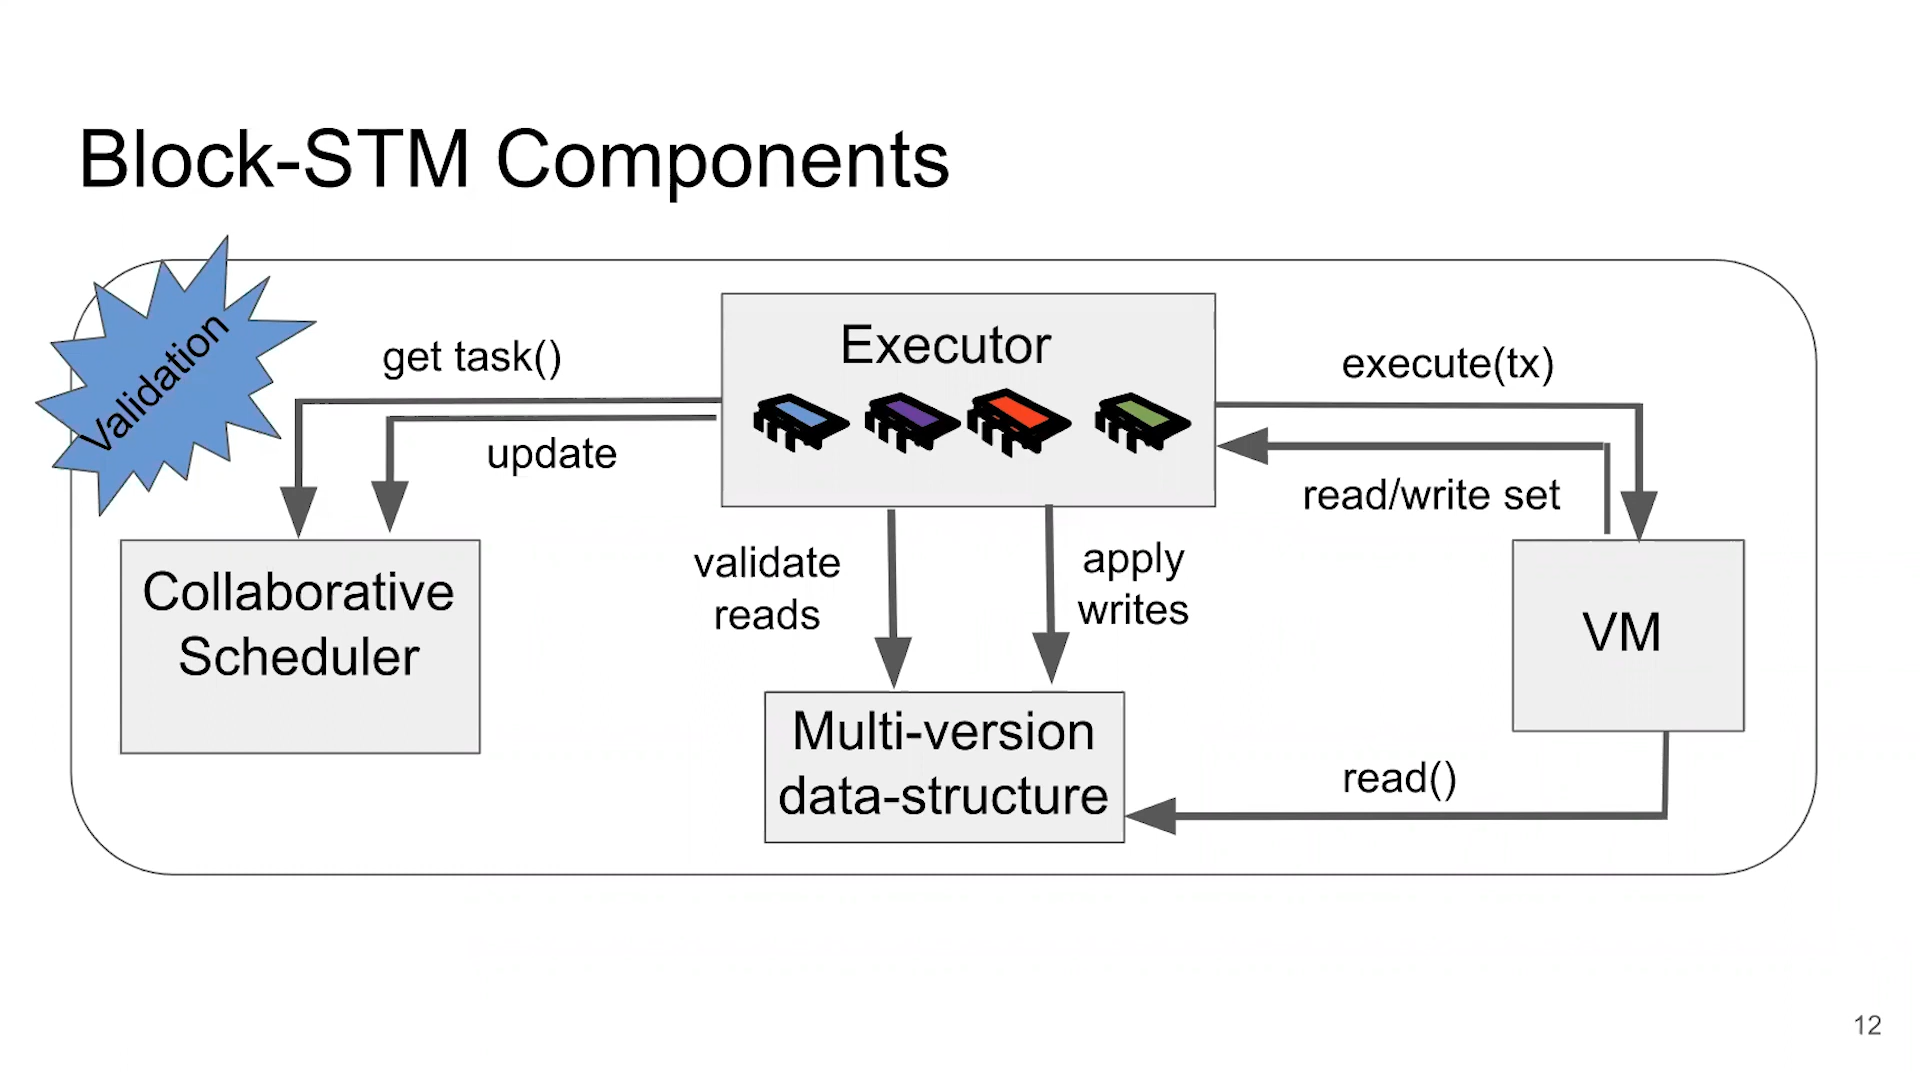 Block-STM Components
Validation
get task()
update
Executor
execute(tx)
read/write set
validate
reads
apply
writes
Collaborative
Scheduler
VM
Multi-version
data-structure
read()
12